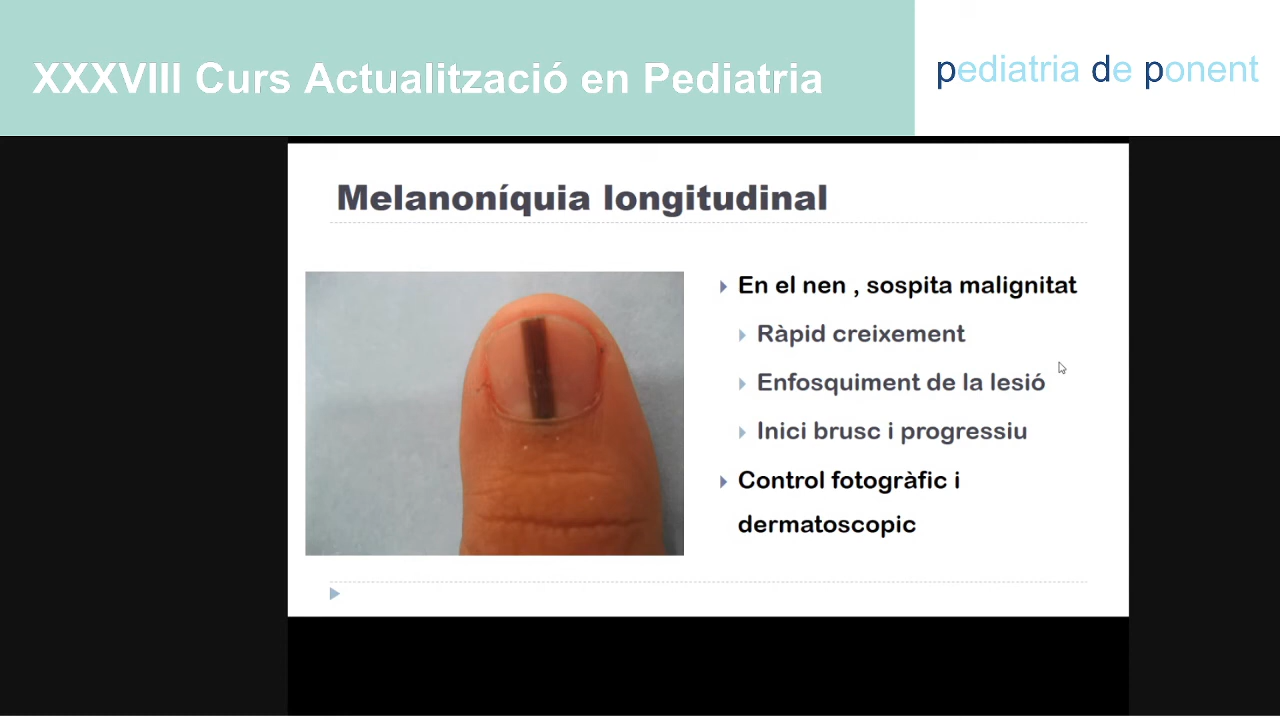 XXXVIII Curs Actualització en Pediatria
pediatria de ponent
Melanoníquia longitudinal
En el nen , sospita malignitat
Ràpid creixement
Enfosquiment de la lesió
Inici brusc i progressiu
Control fotogràfic i
dermatoscopic